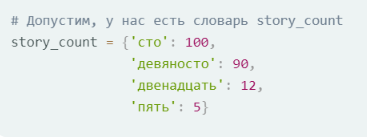 # Допустим, у нас есть словарь story_count
story_count = {'сто': 100,
'девяносто': 90,
'двенадцать': 12,
'пять': 5}